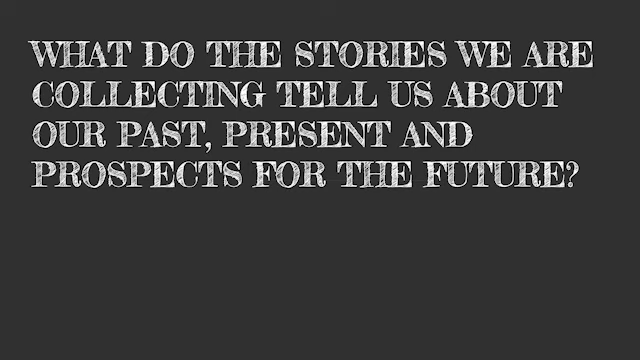 WHAT DO THE STORIES WE ARE
COLLECTING TELL US ABOUT
OUR PAST, PRESENT AND
PROSPECTS FOR THE FUTURE?